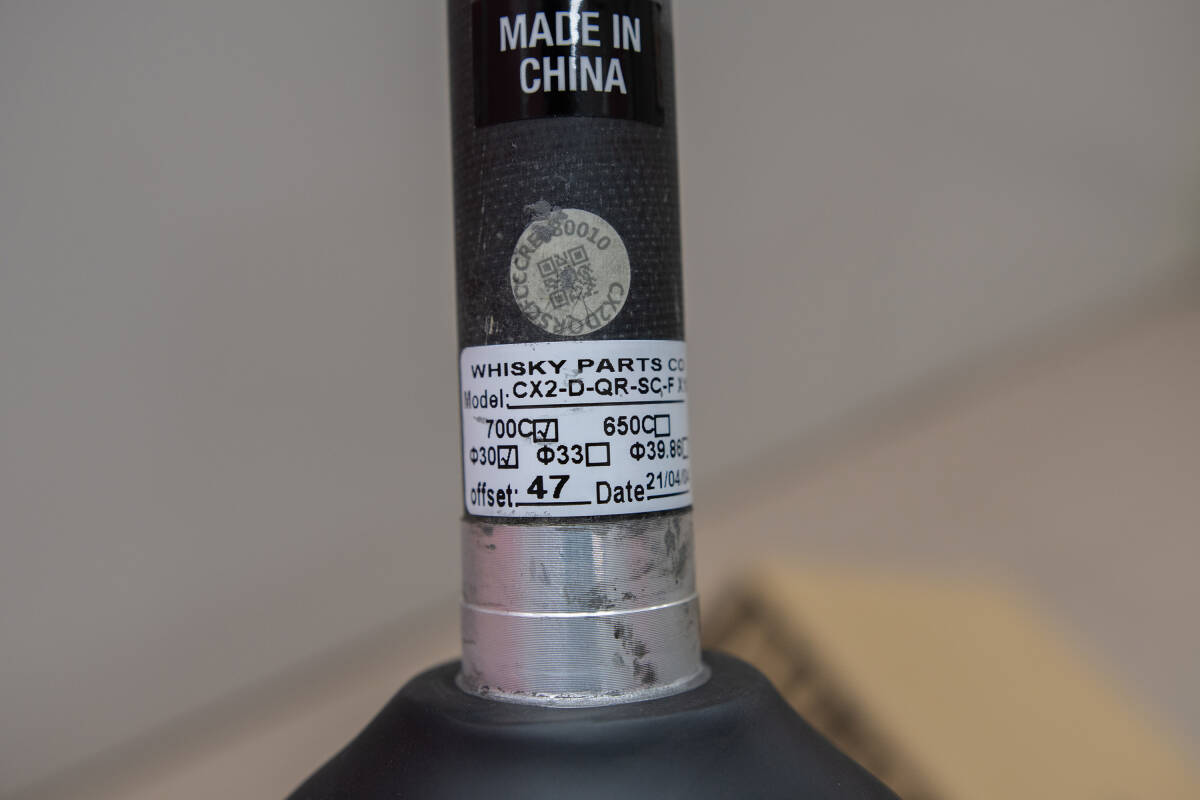 MADE IN
CHINA
WHISKY PARTS CO
Model: CX2-D-QR-SC,-F X
700C☑ 650C☐
Φ30☑ Φ33☐ Φ39.86☐
offset: 47 Date 21/04/